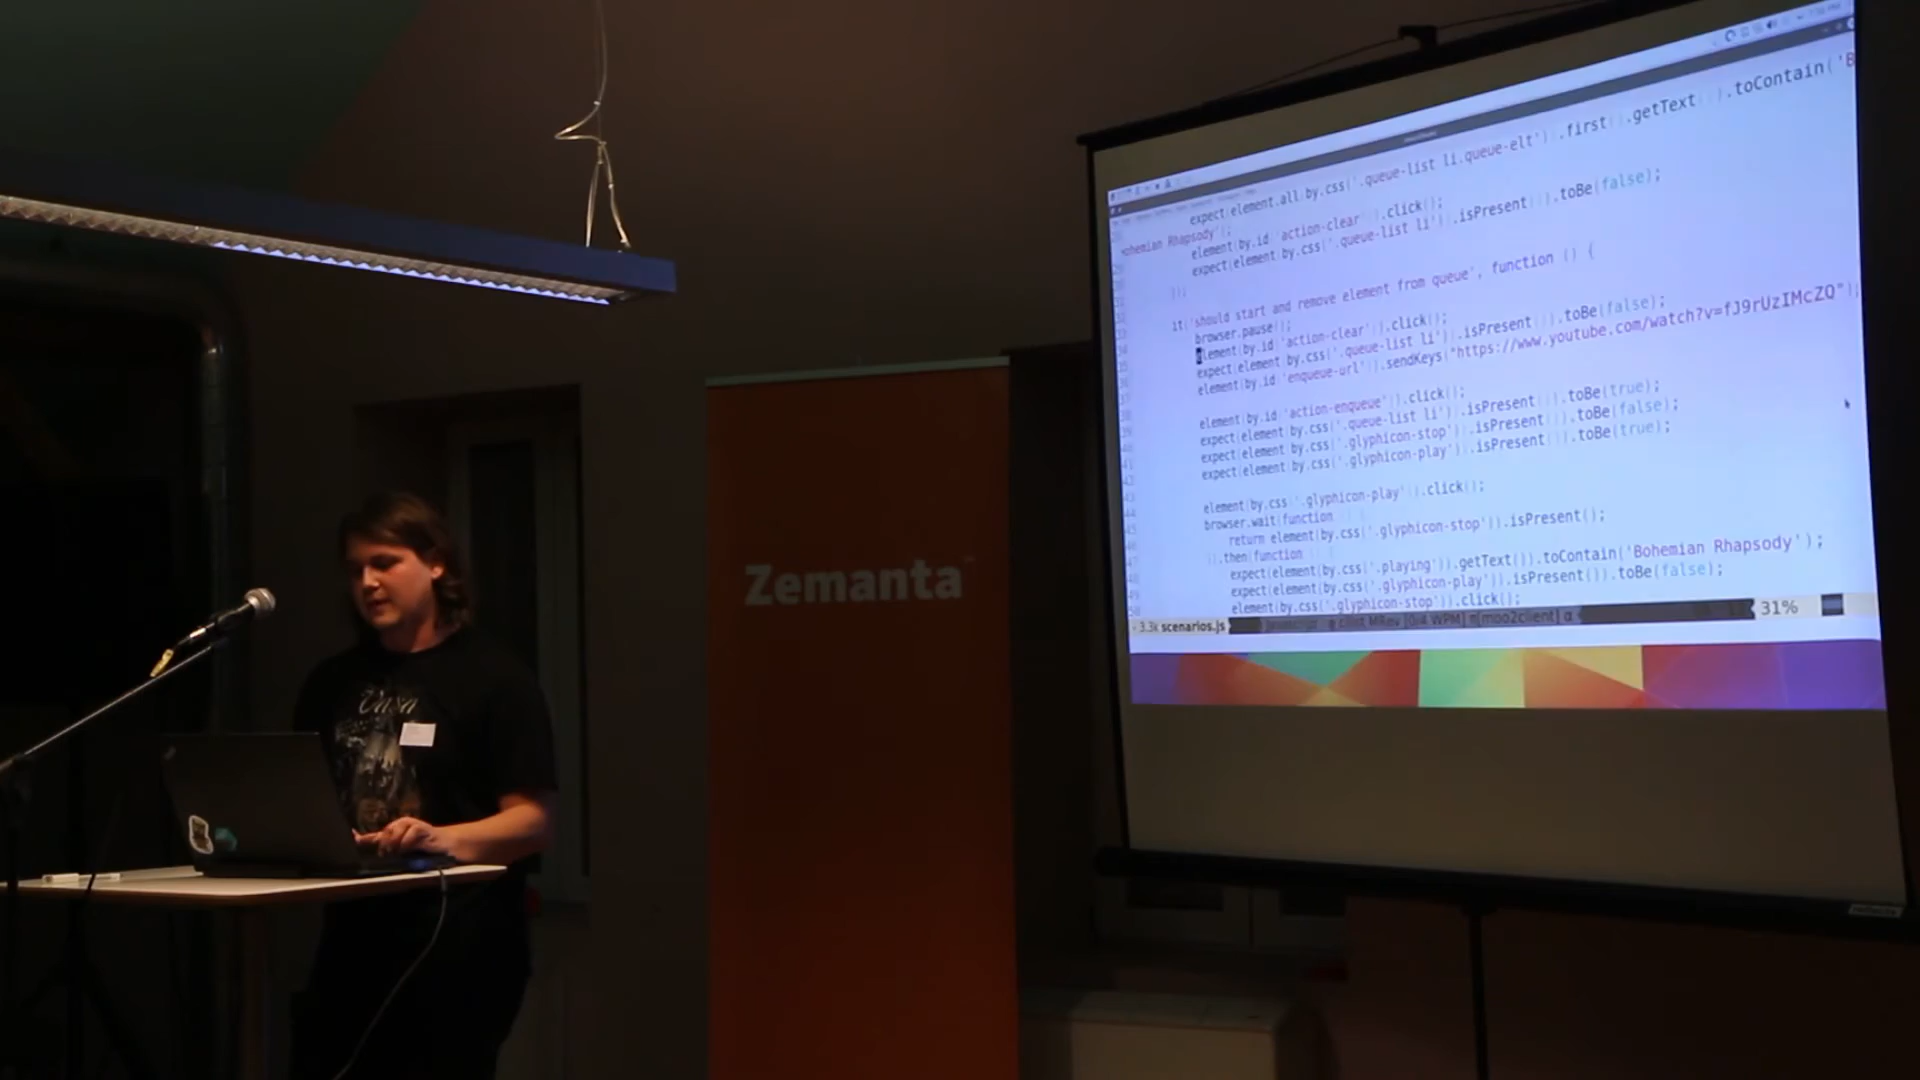 expect(element.all(by.css('.queue-list li.queue-elt')).first().getText()).toContain('B
ohemian Rhapsody');
element(by.id('action-clear')).click();
expect(element(by.css('.queue-list li')).isPresent()).toBe(false);
});
it('should start and remove element from queue', function () {
browser.pause();
element(by.id('action-clear')).click();
expect(element(by.css('.queue-list li')).isPresent()).toBe(false);
element(by.id('enqueue-url')).sendKeys("https://www.youtube.com/watch?v=fJ9rUzIMcZQ");
element(by.id('action-enqueue')).click();
expect(element(by.css('.queue-list li')).isPresent()).toBe(true);
expect(element(by.css('.glyphicon-stop')).isPresent()).toBe(false);
expect(element(by.css('.glyphicon-play')).isPresent()).toBe(true);
element(by.css('.glyphicon-play')).click();
browser.wait(function
return element(by.css('.glyphicon-stop')).isPresent();
}).then(function
expect(element(by.css('.playing')).getText()).toContain('Bohemian Rhapsody');
expect(element(by.css('.glyphicon-play')).isPresent()).toBe(false);
element(by.css('.glyphicon-stop')).click();
3.3k scenarios.js 31%
Zemanta